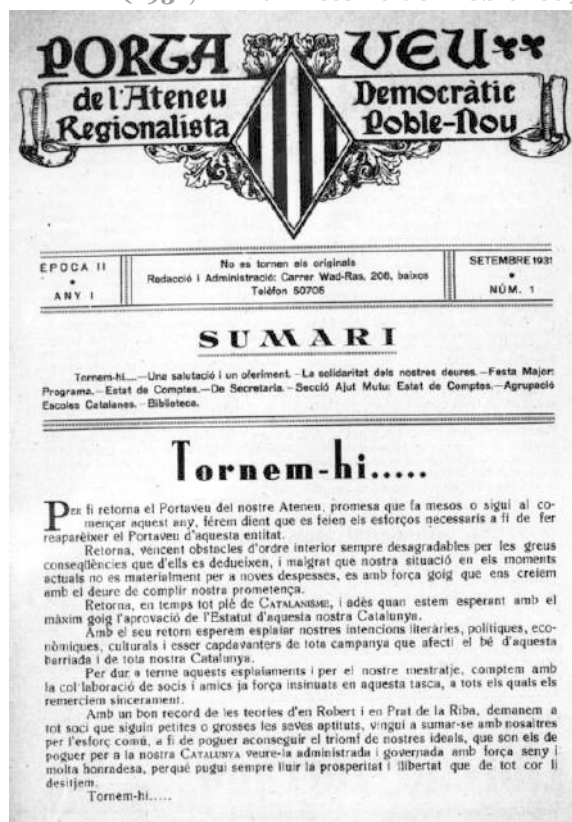 PORTA VEU
de l'Ateneu Democràtic
Regionalista Poble-Nou
ÈPOCA II
ANY I
No es tornen els originals
Redacció i Administració: Carrer Wad-Ras, 208, baixos
Telèfon 50705
SETEMBRE 1931
NÚM. 1
SUMARI
Tornem-hi....—Una salutació i un oferiment.—La solidaritat dels nostres deures.—Festa Major:
Programa.—Estat de Comptes.—De Secretaria.—Secció Ajut Mutu: Estat de Comptes.—Agrupació
Escoles Catalanes.—Biblioteca.
Tornem-hi.....
PER fi retorna el Portaveu del nostre Ateneu, promesa que fa mesos o sigui al co-
mençar aquest any, férem dient que es feien els esforços necessaris a fi de fer
reaparèixer el Portaveu d'aquesta entitat.
Retorna, vencent obstacles d'ordre interior sempre desagradables per les greus
conseqüències que d'ells es dedueixen, i malgrat que nostra situació en els moments
actuals no es materialment per a noves despesses, es amb força goig que ens creiem
amb el deure de complir nostra prometença.
Retorna, en temps tot plè de CATALANISME, i adès quan estem esperant amb el
màxim goig l'aprovació de l'Estatut d'aquesta nostra Catalunya.
Amb el seu retorn esperem esplaiar nostres intencions literàries, polítiques, eco-
nòmiques, culturals i esser capdavanters de tota campanya que afecti el bé d'aquesta
barriada i de tota nostra Catalunya.
Per dur a terme aquests esplaiaments i per el nostre mestratje, comptem amb
la col·laboració de socis i amics ja força insinuats en aquesta tasca, a tots els quals els
remerciem sincerament.
Amb un bon record de les teories d'en Robert i en Prat de la Riba, demanem a
tot soci que siguin petites o grosses les seves aptituts, vingui a sumar-se amb nosaltres
per l'esforç comú, a fi de poguer aconseguir el triomf de nostres ideals, que son els de
poguer per a la nostra CATALUNYA veure-la administrada i governada amb força seny i
molta honradesa, perquè pugui sempre lluir la prosperitat i llibertat que de tot cor li
desitjem.
Tornem-hi.....